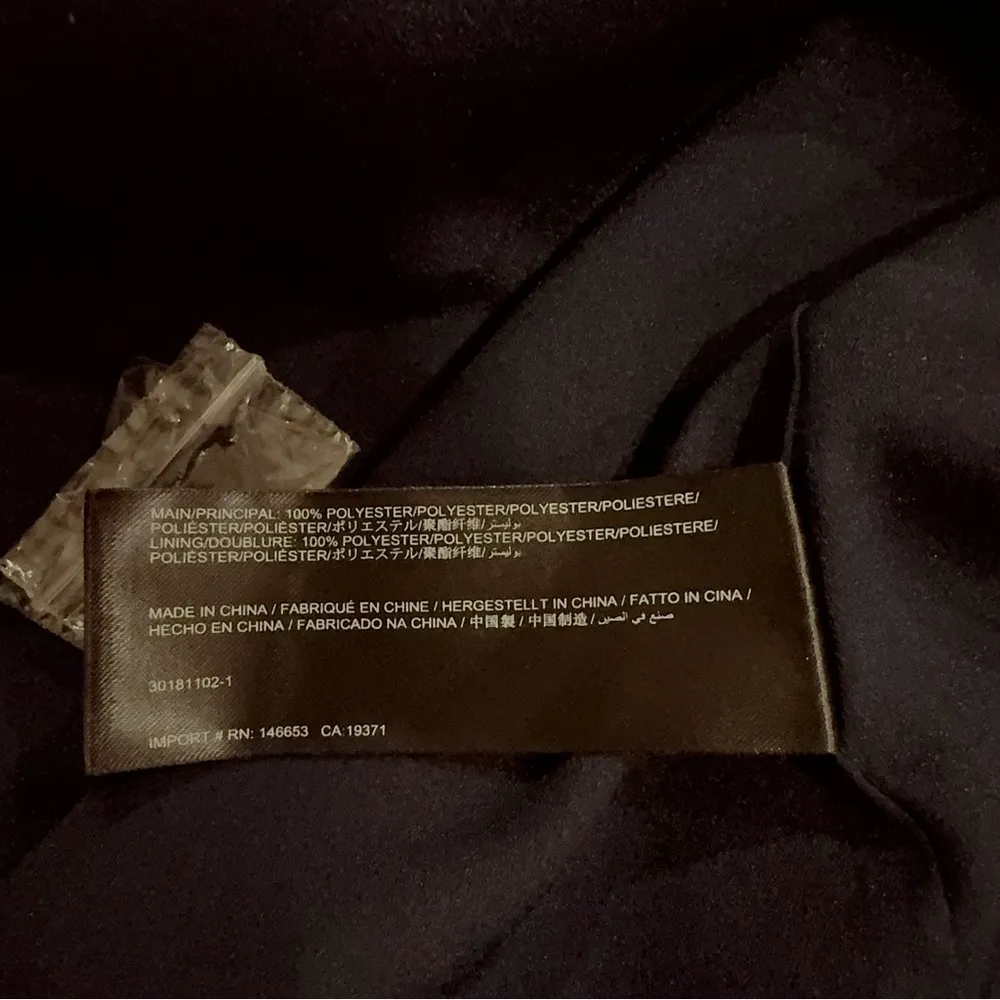 MAIN/PRINCIPAL: 100% POLYESTER/POLYESTER/POLYESTER/POLIESTERE/
POLIÉSTER/POLIÉSTER/ポリエステル/聚酯纤维/بوليستر
LINING/DOUBLURE: 100% POLYESTER/POLYESTER/POLYESTER/POLIESTERE/
POLIÉSTER/POLIÉSTER/ポリエステル/聚酯纤维/بوليستر
MADE IN CHINA / FABRIQUÉ EN CHINE / HERGESTELLT IN CHINA / FATTO IN CINA /
HECHO EN CHINA / FABRICADO NA CHINA / 中国製 / 中国制造 / صنع في الصين
30181102-1
IMPORT # RN: 146653 CA:19371